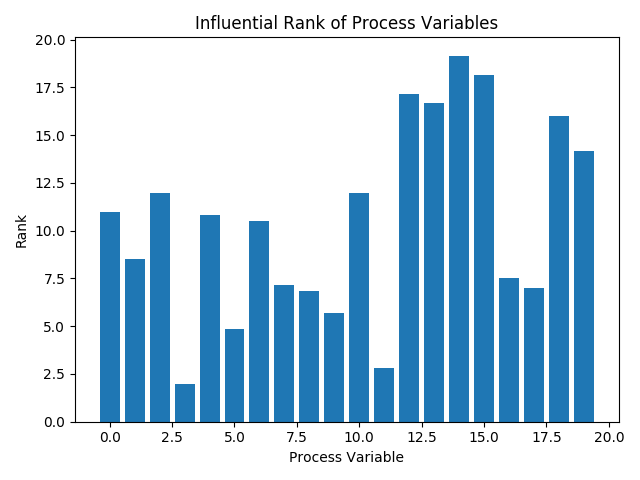 Influential Rank of Process Variables
20.0
17.5
15.0
12.5
10.0
7.5
5.0
2.5
0.0
Rank
0.0 2.5 5.0 7.5 10.0 12.5 15.0 17.5 20.0
Process Variable